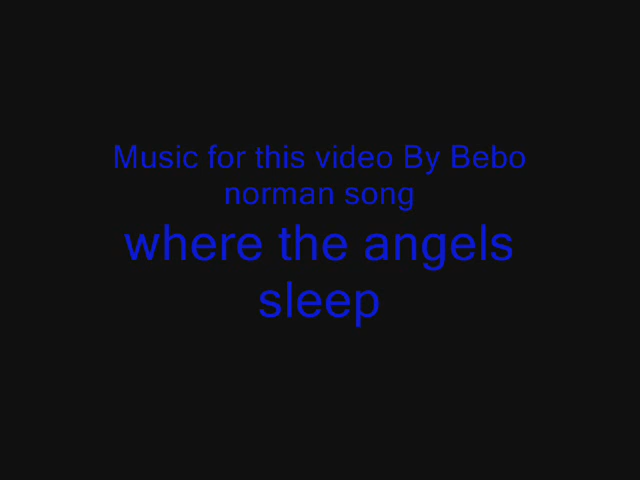 Music for this video By Bebo
norman song
where the angels
sleep